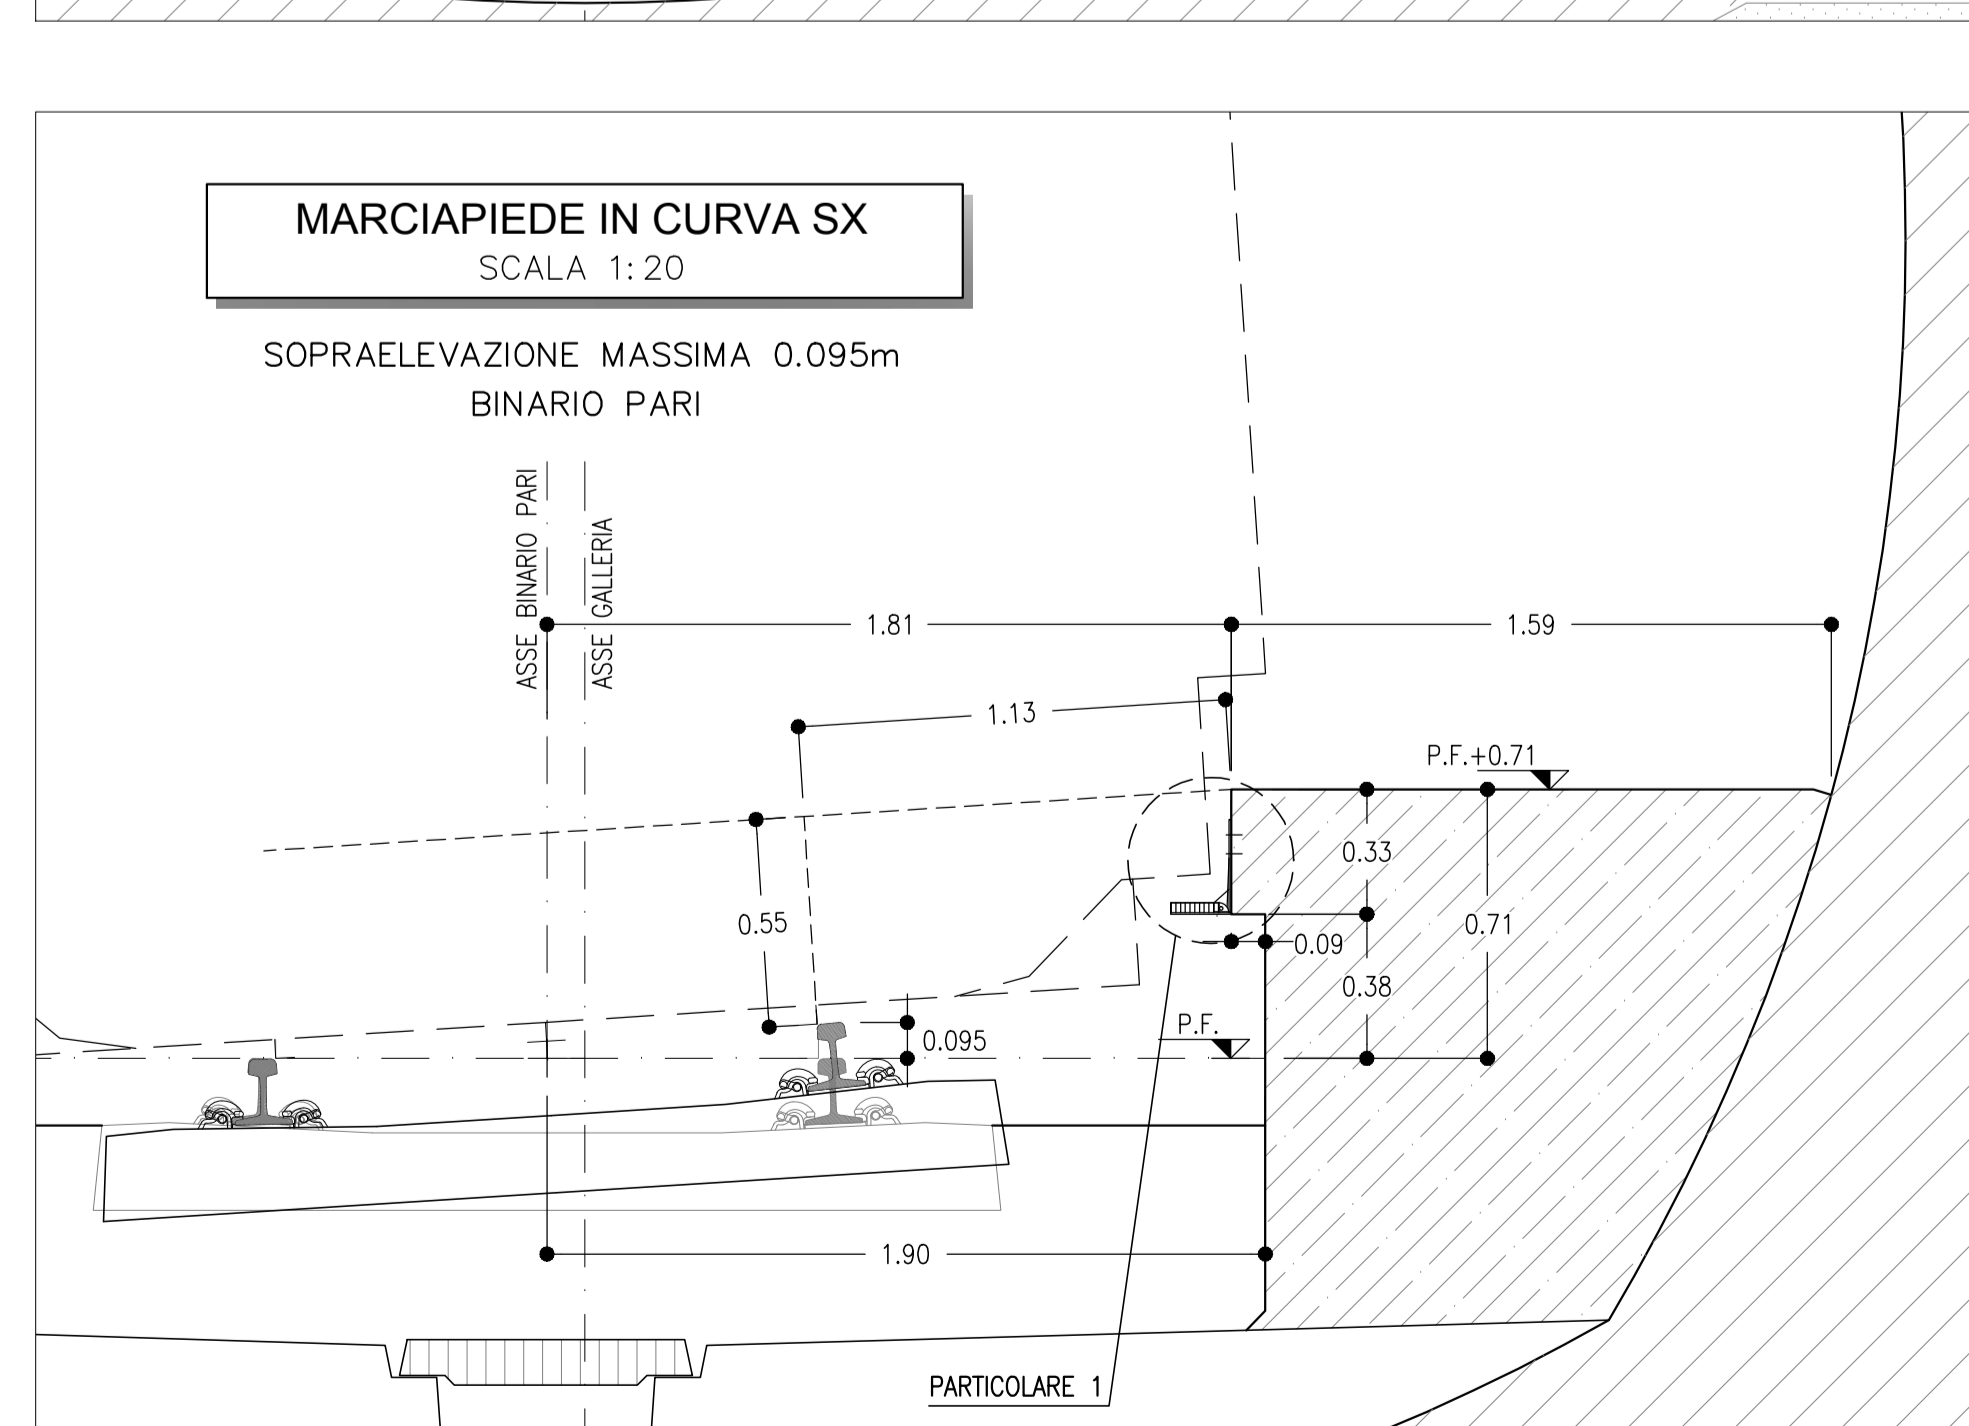 MARCIAPIEDE IN CURVA SX
SCALA 1:20
SOPRAELEVAZIONE MASSIMA 0.095m
BINARIO PARI
ASSE BINARIO PARI
ASSE GALLERIA
1.81
1.59
1.13
P.F.+0.71
0.33
0.55
0.71
0.09
0.38
P.F.
0.095
1.90
PARTICOLARE 1